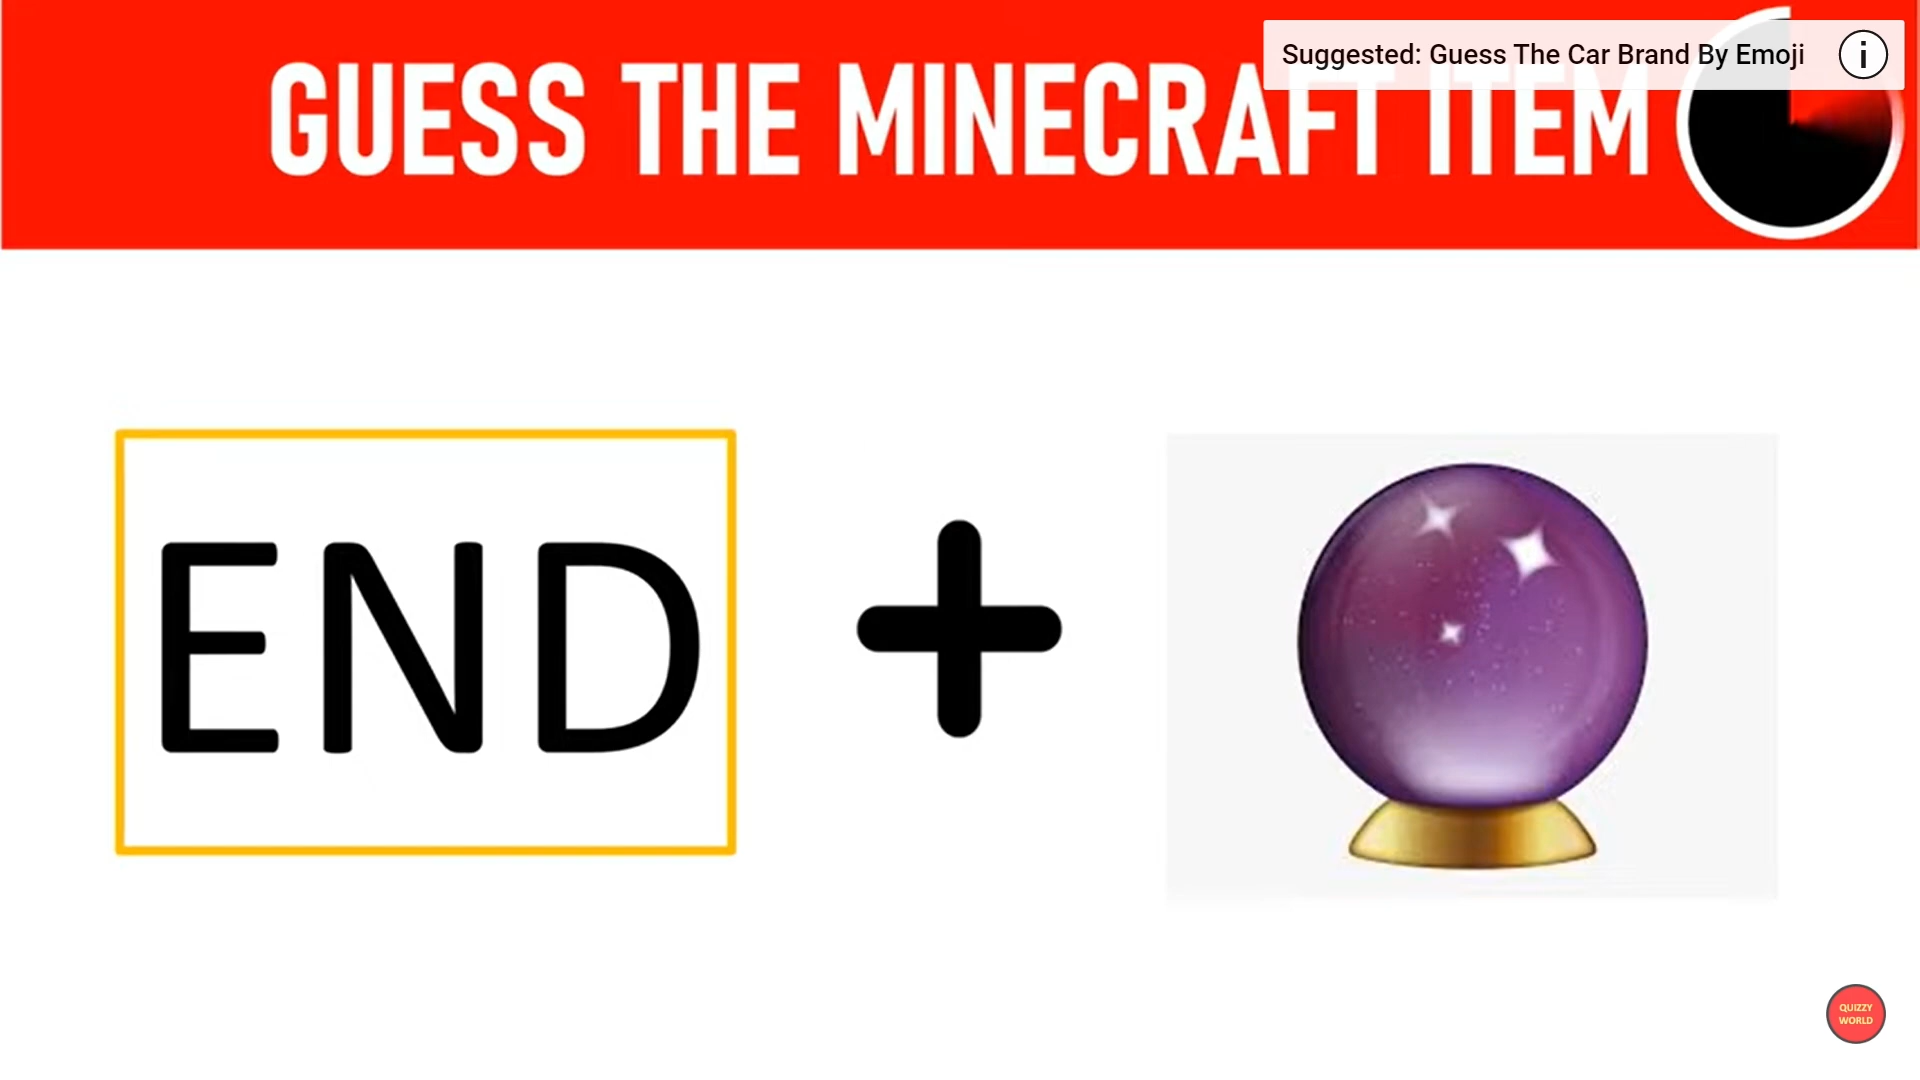 GUESS THE MINECRAFT ITEM
Suggested: Guess The Car Brand By Emoji
END
QUIZZY
WORLD